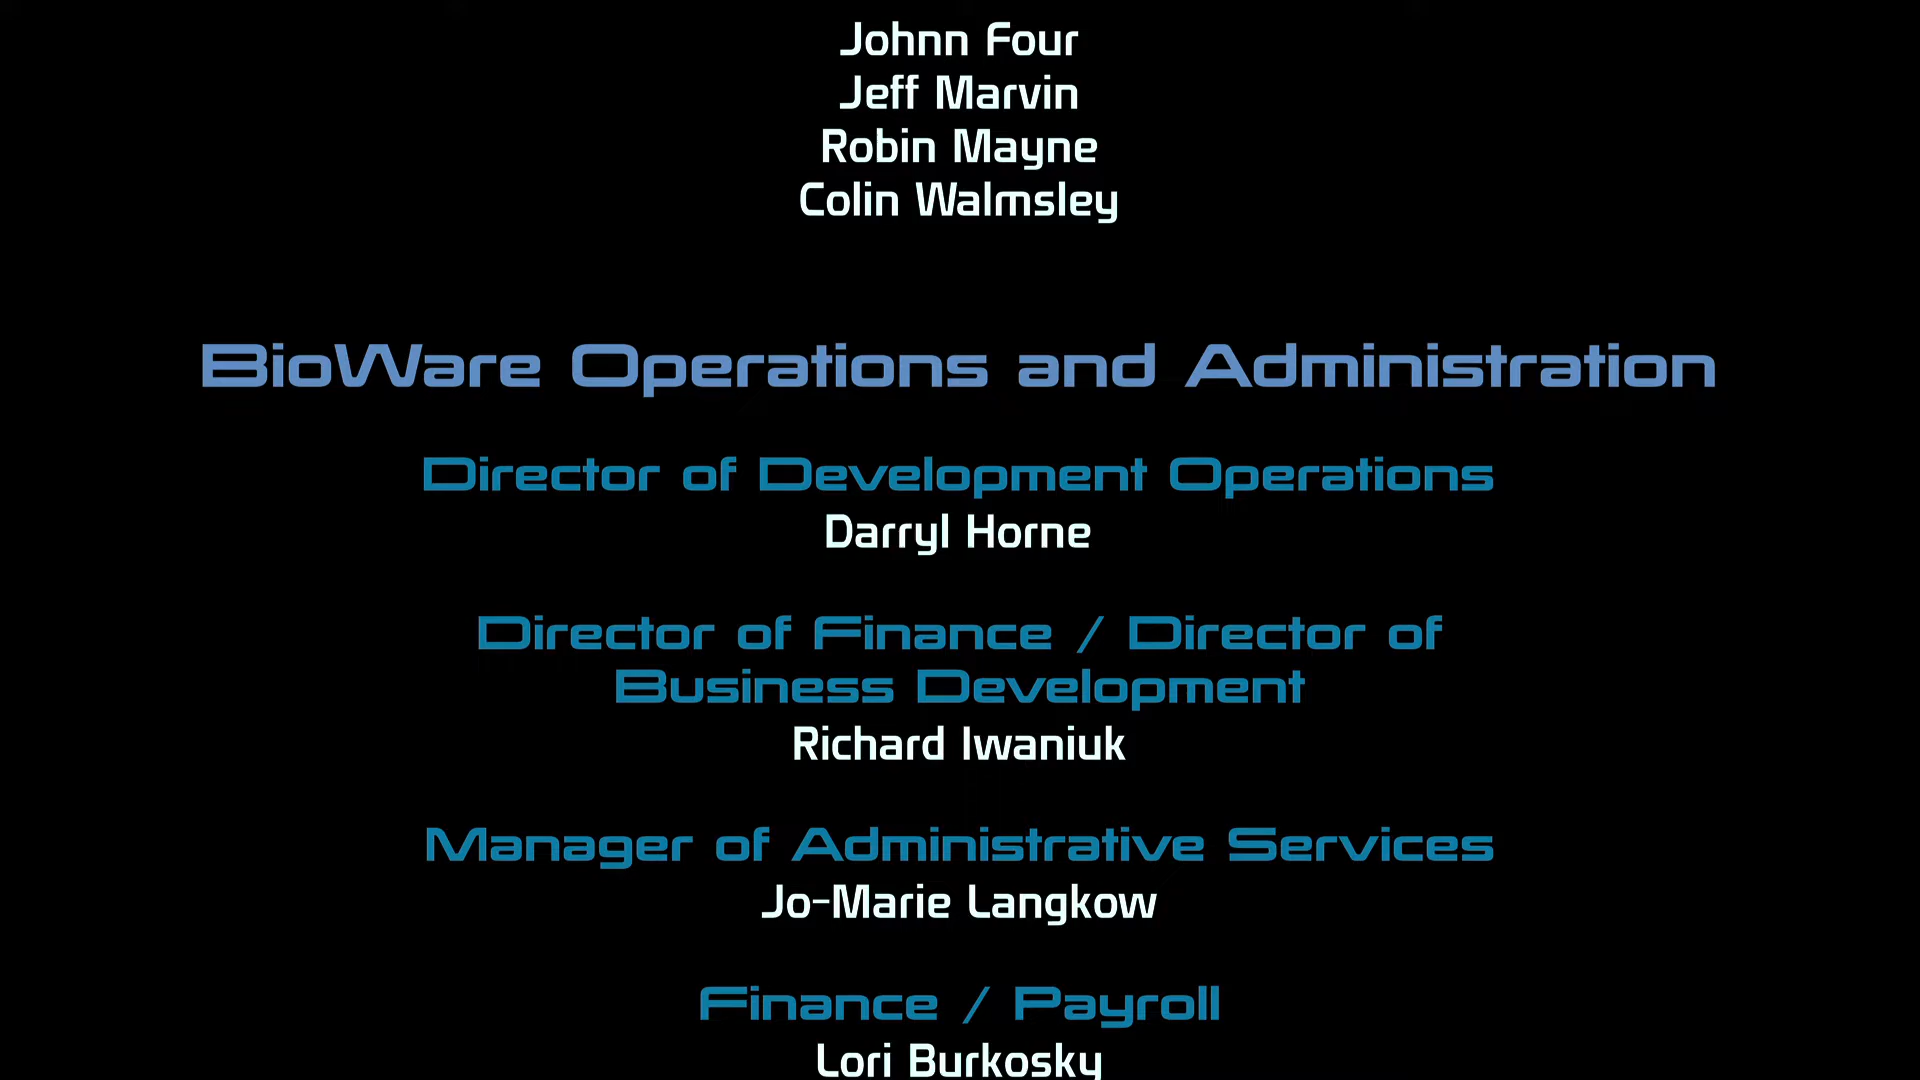 Johnn Four
Jeff Marvin
Robin Mayne
Colin Walmsley
BioWare Operations and Administration
Director of Development Operations
Darryl Horne
Director of Finance / Director of
Business Development
Richard Iwaniuk
Manager of Administrative Services
Jo-Marie Langkow
Finance / Payroll
Lori Burkosky